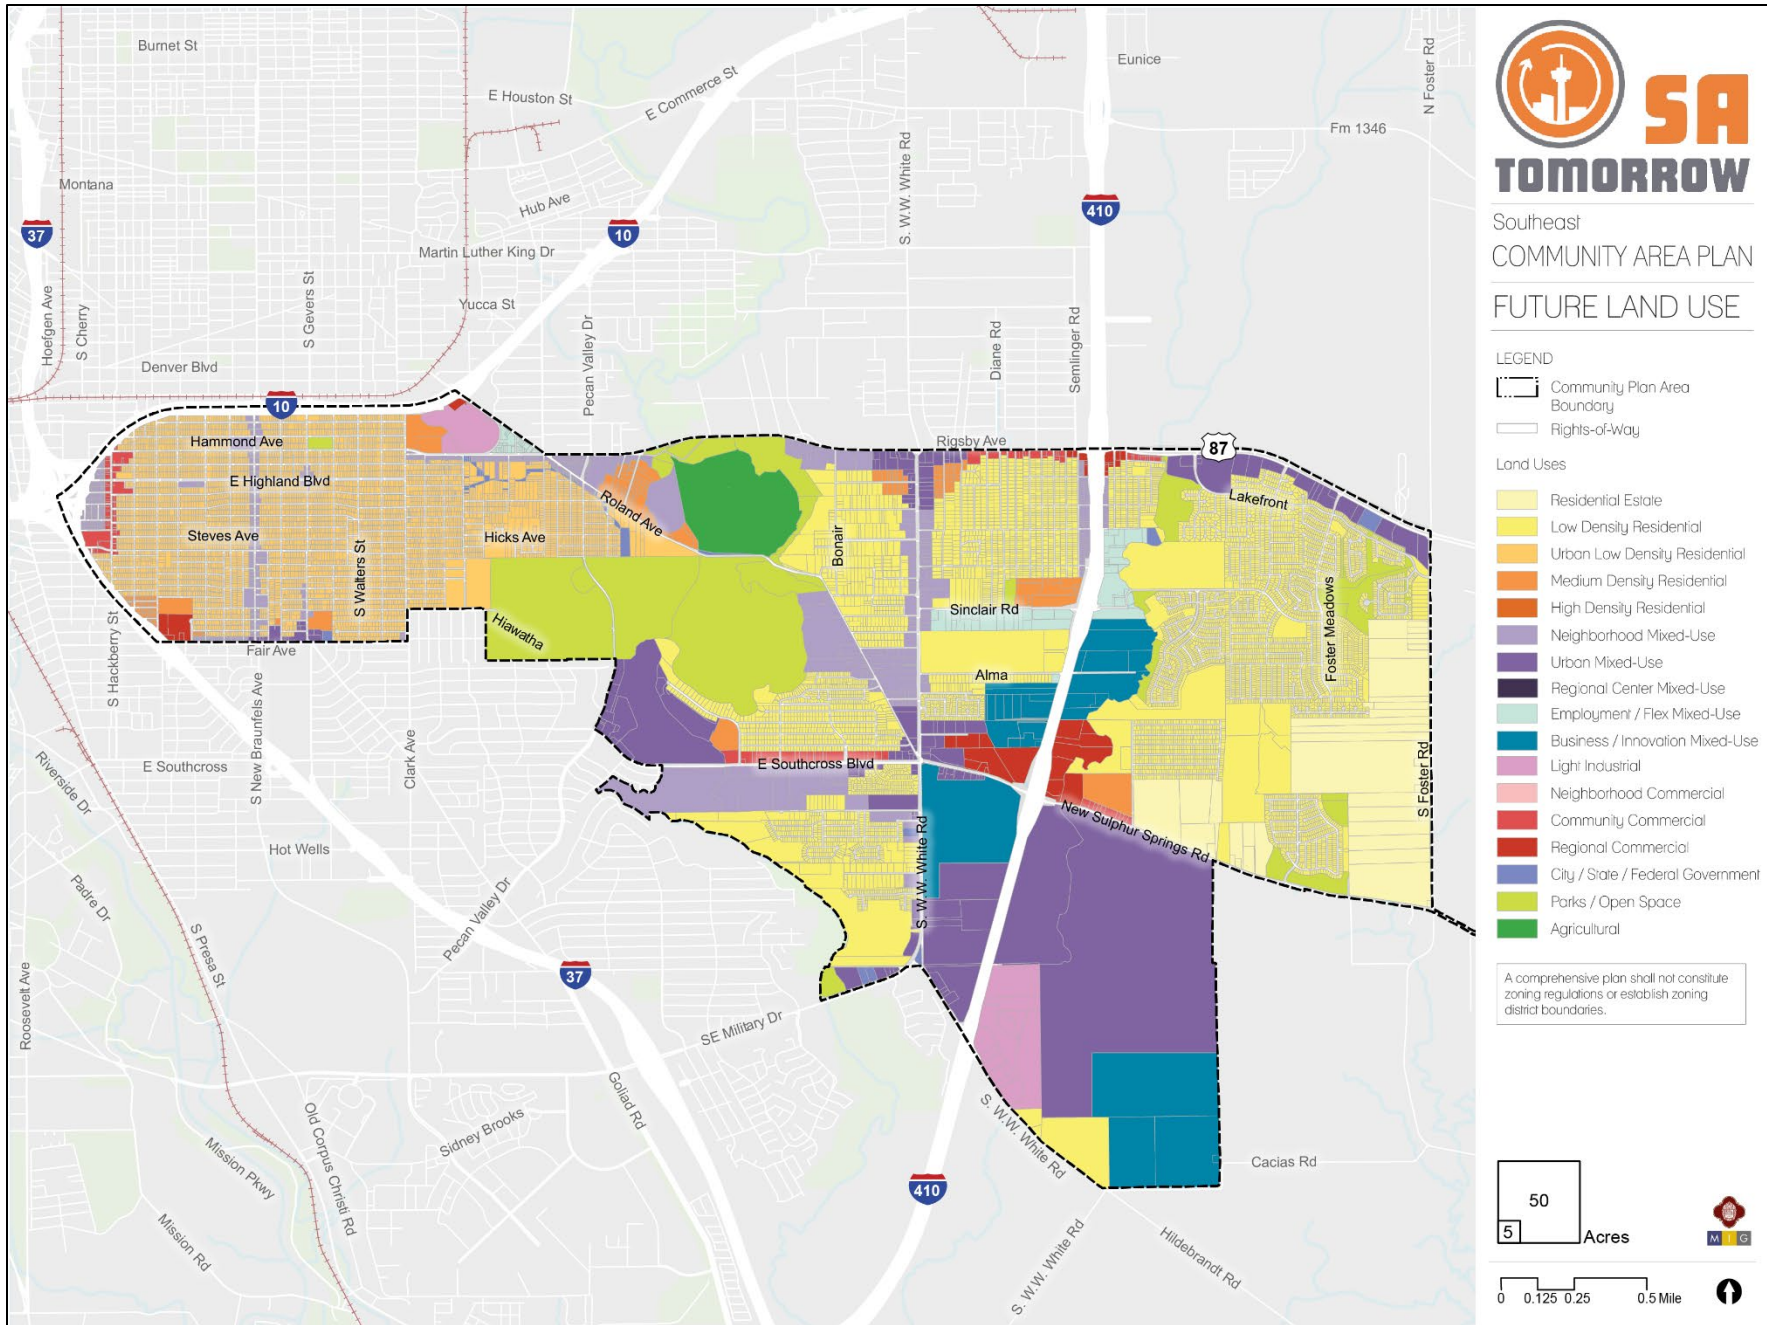 Burnet St
E Houston St
E Commerce St
Eunice
N Foster Rd
Fm 1346
S. W.W. White Rd
Montana
Hub Ave
37
10
410
Martin Luther King Dr
Hoefgen Ave
S Cherry
S Gevers St
Yucca St
Pecan Valley Dr
Diane Rd
Semlinger Rd
Denver Blvd
10
Hammond Ave
Rigsby Ave
87
E Highland Blvd
Roland Ave
Lakefront
Steves Ave
Hicks Ave
Bonair
S Walters St
Sinclair Rd
Foster Meadows
Hiawatha
Fair Ave
S Hackberry St
Alma
S New Braunfels Ave
Clark Ave
E Southcross
E Southcross Blvd
Riverside Dr
S Foster Rd
New Sulphur Springs Rd
Hot Wells
S. W.W. White Rd
Padre Dr
Pecan Valley Dr
S Presa St
37
Roosevelt Ave
SE Military Dr
Goliad Rd
Old Corpus Christi Rd
Sidney Brooks
S. W.W. White Rd
Mission Pkwy
Cacias Rd
410
Mission Rd
S. W.W. White Rd
Hildebrandt Rd
SA
TOMORROW
Southeast
COMMUNITY AREA PLAN
FUTURE LAND USE
LEGEND
Community Plan Area
Boundary
Rights-of-Way
Land Uses
Residential Estate
Low Density Residential
Urban Low Density Residential
Medium Density Residential
High Density Residential
Neighborhood Mixed-Use
Urban Mixed-Use
Regional Center Mixed-Use
Employment / Flex Mixed-Use
Business / Innovation Mixed-Use
Light Industrial
Neighborhood Commercial
Community Commercial
Regional Commercial
City / State / Federal Government
Parks / Open Space
Agricultural
A comprehensive plan shall not constitute
zoning regulations or establish zoning
district boundaries.
50
5
Acres
M I G
0 0.125 0.25 0.5 Mile